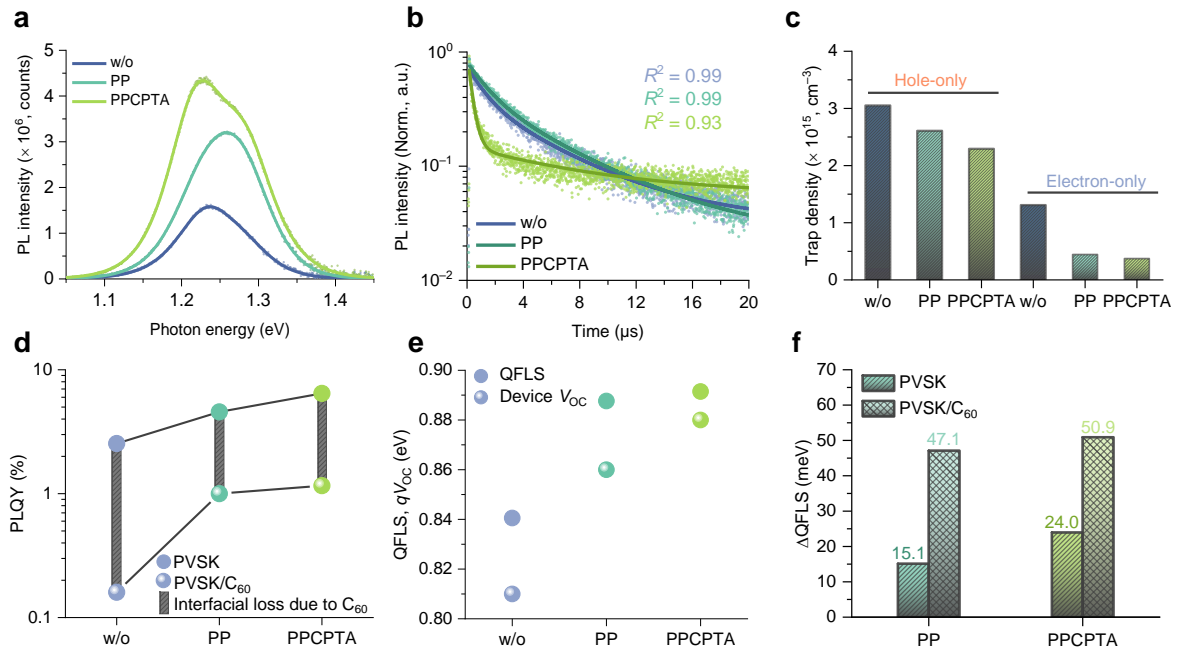 a
w/o
PP
PPCPTA
PL intensity (× 10⁶, counts)
5
4
3
2
1
0
1.1
1.2
1.3
1.4
Photon energy (eV)
b
R² = 0.99
R² = 0.99
R² = 0.93
w/o
PP
PPCPTA
PL intensity (Norm., a.u.)
10⁰
10⁻¹
10⁻²
0
4
8
12
16
20
Time (µs)
c
Hole-only
Electron-only
Trap density (× 10¹⁵, cm⁻³)
4
3
2
1
0
w/o
PP
PPCPTA
w/o
PP
PPCPTA
d
PLQY (%)
10
1
0.1
PVSK
PVSK/C₆₀
Interfacial loss due to C₆₀
w/o
PP
PPCPTA
e
QFLS
Device V_OC
QFLS, qV_OC (eV)
0.90
0.88
0.86
0.84
0.82
0.80
w/o
PP
PPCPTA
f
PVSK
PVSK/C₆₀
ΔQFLS (meV)
70
60
50
40
30
20
10
0
15.1
47.1
24.0
50.9
PP
PPCPTA